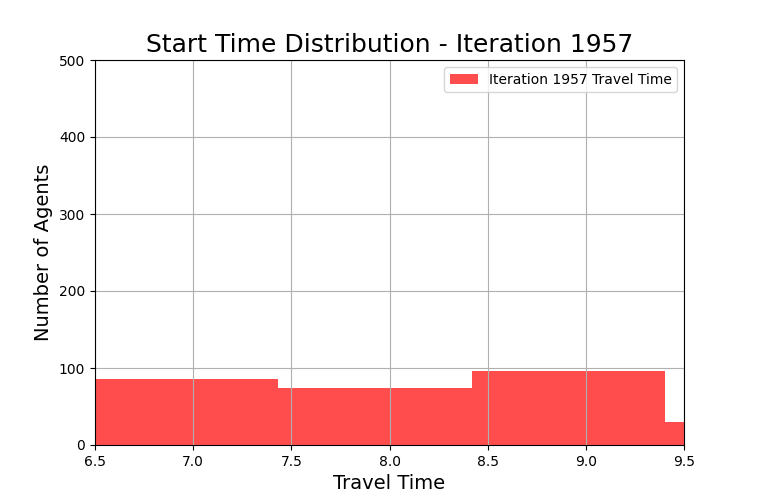 Start Time Distribution - Iteration 1957
Iteration 1957 Travel Time
Number of Agents
500
400
300
200
100
0
6.5 7.0 7.5 8.0 8.5 9.0 9.5
Travel Time